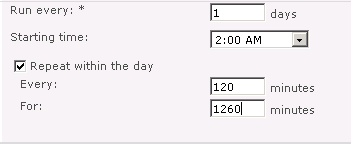 Run every: * 1 days
Starting time: 2:00 AM
Repeat within the day
Every: 120 minutes
For: 1260 minutes